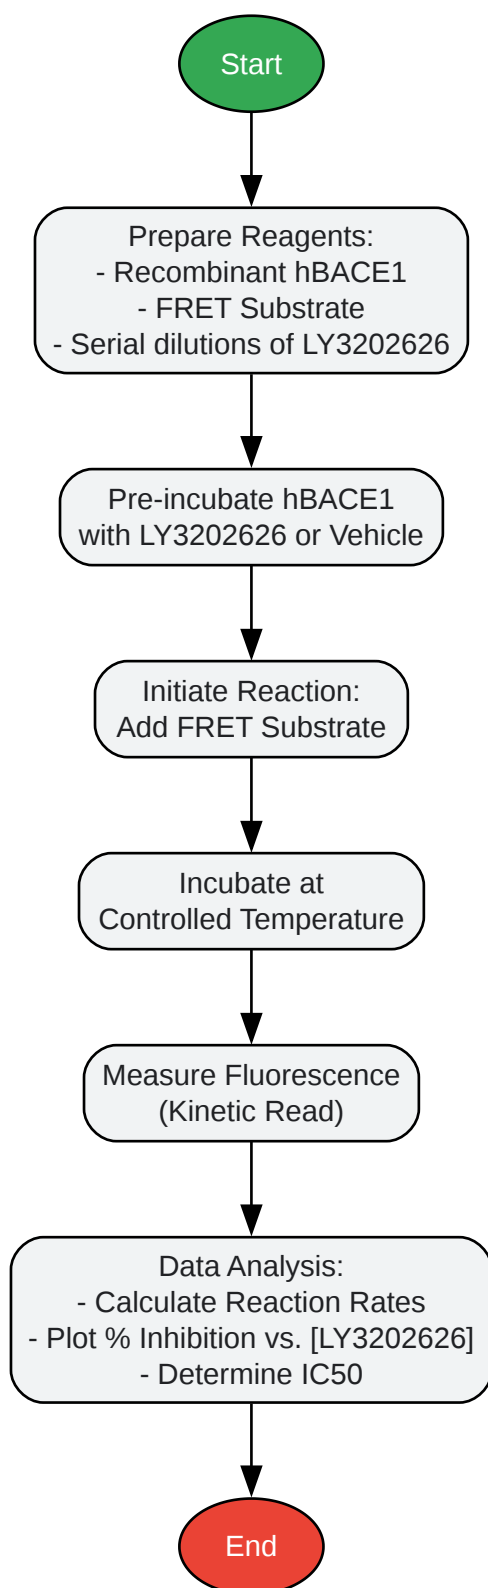 Start
Prepare Reagents:
- Recombinant hBACE1
- FRET Substrate
- Serial dilutions of LY3202626
Pre-incubate hBACE1
with LY3202626 or Vehicle
Initiate Reaction:
Add FRET Substrate
Incubate at
Controlled Temperature
Measure Fluorescence
(Kinetic Read)
Data Analysis:
- Calculate Reaction Rates
- Plot % Inhibition vs. [LY3202626]
- Determine IC50
End